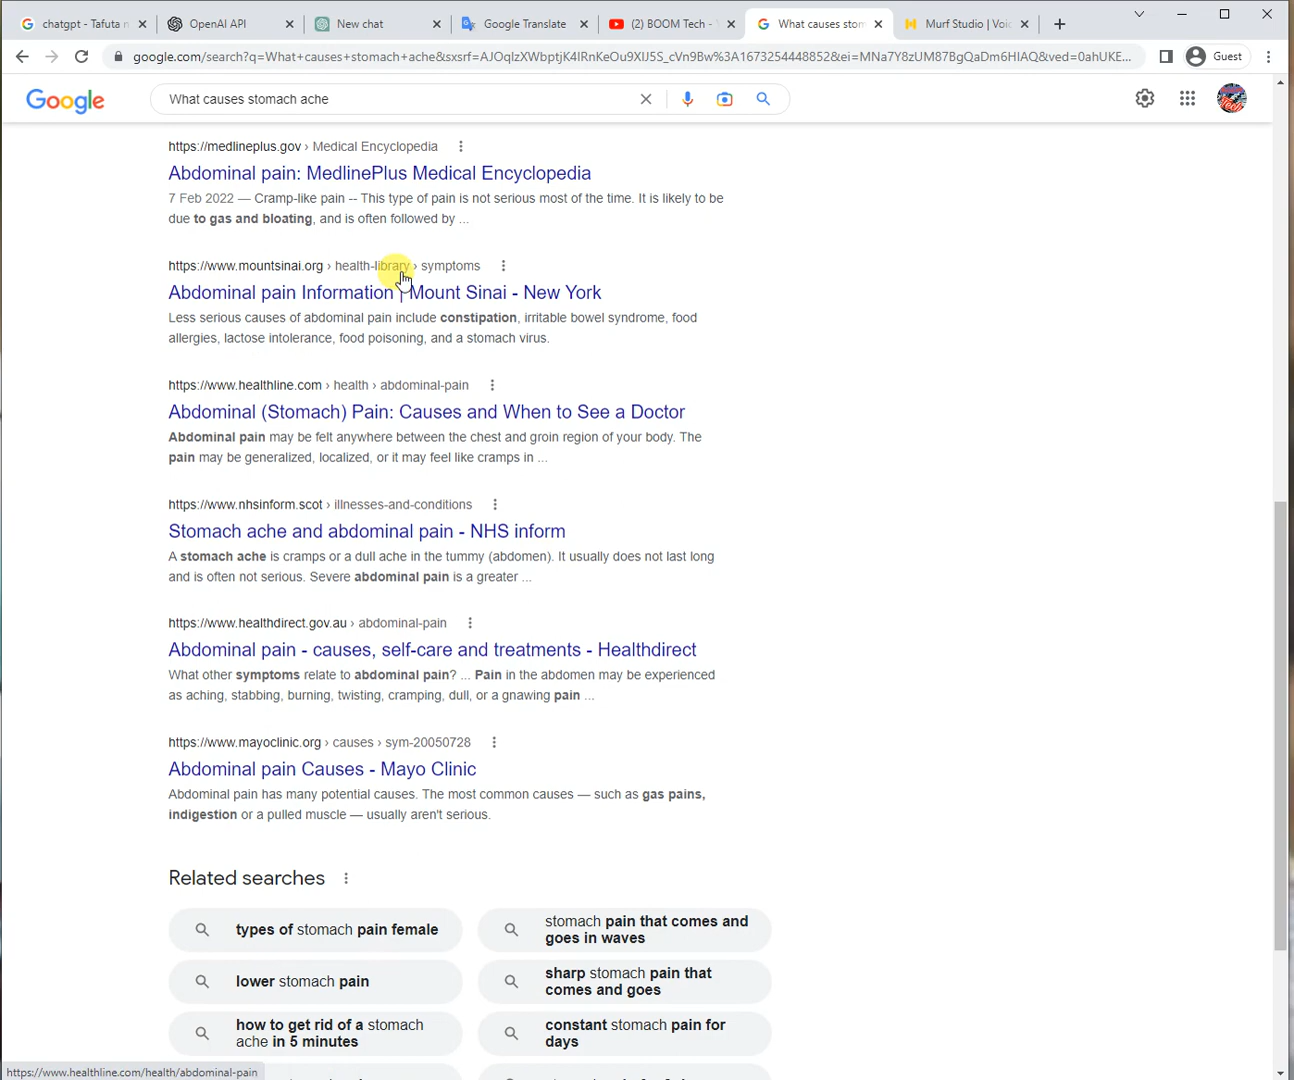 chatgpt - Tafuta n
OpenAI API
New chat
Google Translate
(2) BOOM Tech -
What causes stom
Murf Studio | Voic
google.com/search?q=What+causes+stomach+ache&sxsrf=AJOqlzXWbptjK4IRnKeOu9XlJ5S_cVn9Bw%3A1673254448852&ei=MNa7Y8zUM87BgQaDm6HIAQ&ved=0ahUKE...
Guest
Google
What causes stomach ache
https://medlineplus.gov › Medical Encyclopedia
Abdominal pain: MedlinePlus Medical Encyclopedia
7 Feb 2022 — Cramp-like pain -- This type of pain is not serious most of the time. It is likely to be
due to gas and bloating, and is often followed by ...
https://www.mountsinai.org › health-library › symptoms
Abdominal pain Information | Mount Sinai - New York
Less serious causes of abdominal pain include constipation, irritable bowel syndrome, food
allergies, lactose intolerance, food poisoning, and a stomach virus.
https://www.healthline.com › health › abdominal-pain
Abdominal (Stomach) Pain: Causes and When to See a Doctor
Abdominal pain may be felt anywhere between the chest and groin region of your body. The
pain may be generalized, localized, or it may feel like cramps in ...
https://www.nhsinform.scot › illnesses-and-conditions
Stomach ache and abdominal pain - NHS inform
A stomach ache is cramps or a dull ache in the tummy (abdomen). It usually does not last long
and is often not serious. Severe abdominal pain is a greater ...
https://www.healthdirect.gov.au › abdominal-pain
Abdominal pain - causes, self-care and treatments - Healthdirect
What other symptoms relate to abdominal pain? ... Pain in the abdomen may be experienced
as aching, stabbing, burning, twisting, cramping, dull, or a gnawing pain ...
https://www.mayoclinic.org › causes › sym-20050728
Abdominal pain Causes - Mayo Clinic
Abdominal pain has many potential causes. The most common causes — such as gas pains,
indigestion or a pulled muscle — usually aren't serious.
Related searches
types of stomach pain female
stomach pain that comes and
goes in waves
lower stomach pain
sharp stomach pain that
comes and goes
how to get rid of a stomach
ache in 5 minutes
constant stomach pain for
days
https://www.healthline.com/health/abdominal-pain